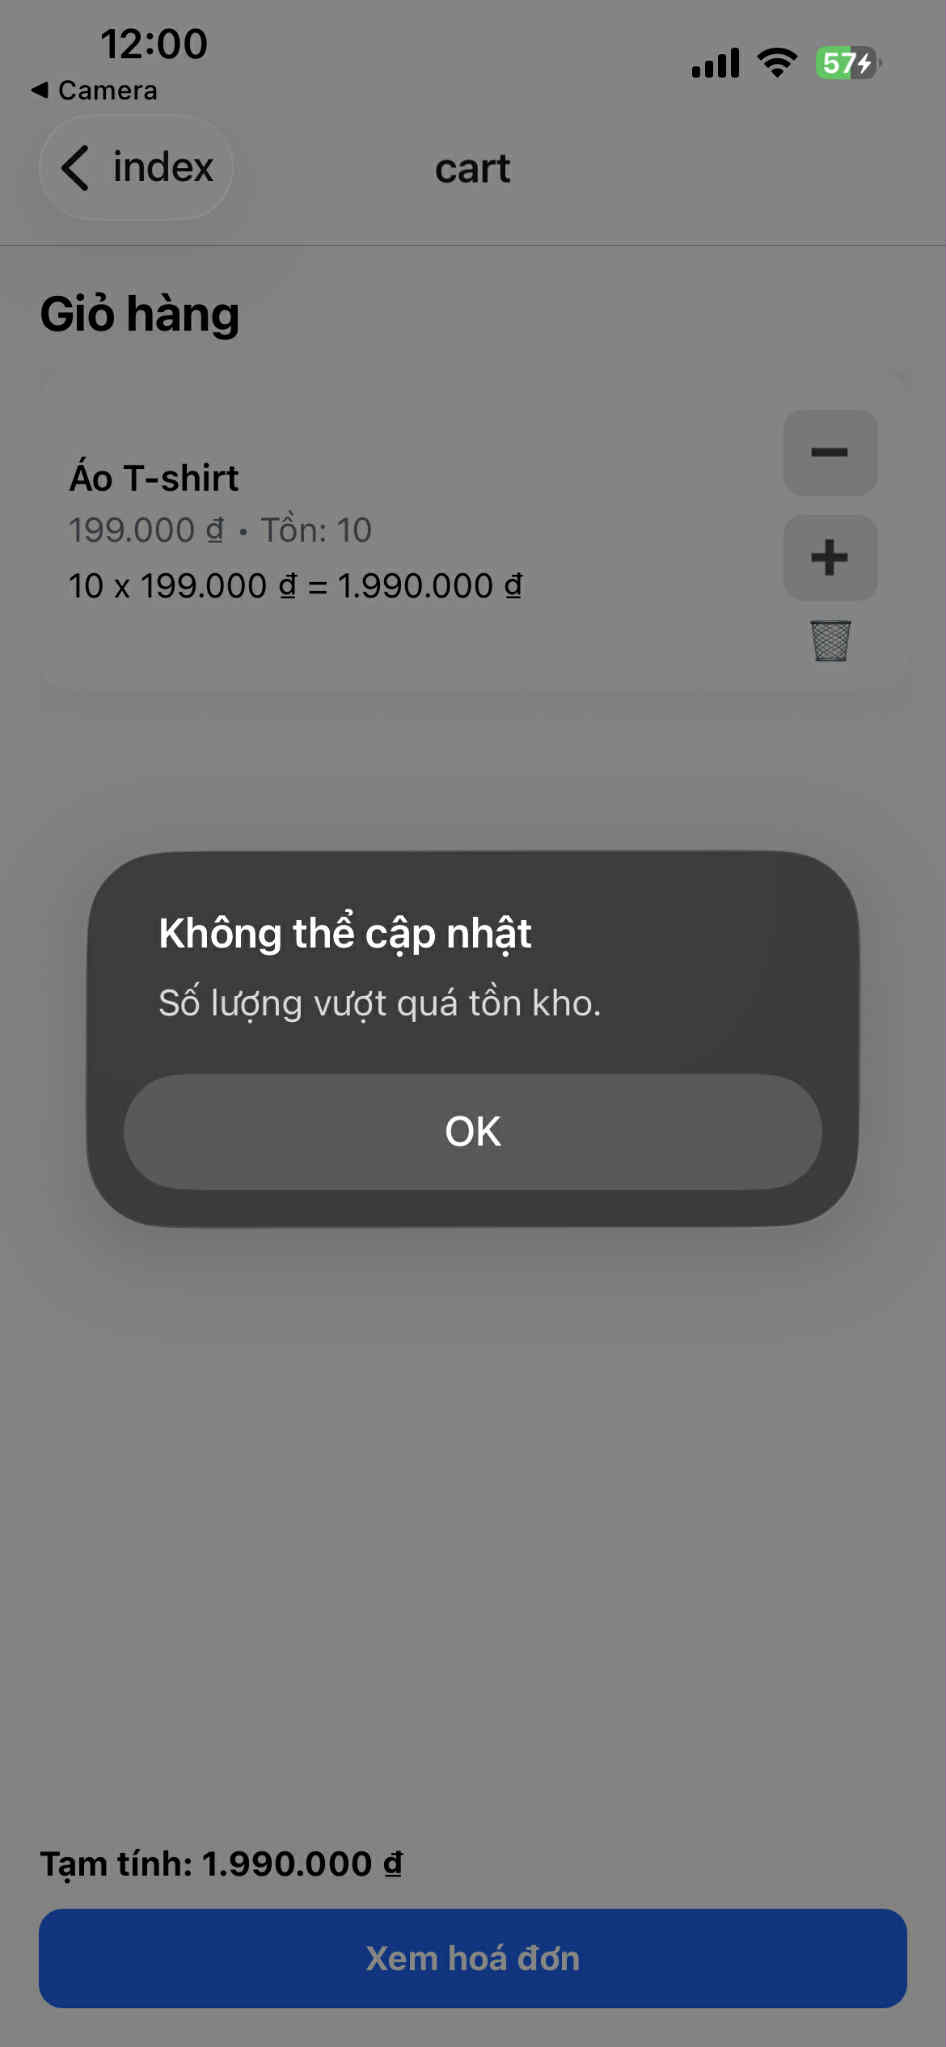 12:00
57
◀ Camera
index
cart
Giỏ hàng
Áo T-shirt
199.000 ₫ • Tồn: 10
10 x 199.000 ₫ = 1.990.000 ₫
Không thể cập nhật
Số lượng vượt quá tồn kho.
OK
Tạm tính: 1.990.000 ₫
Xem hoá đơn